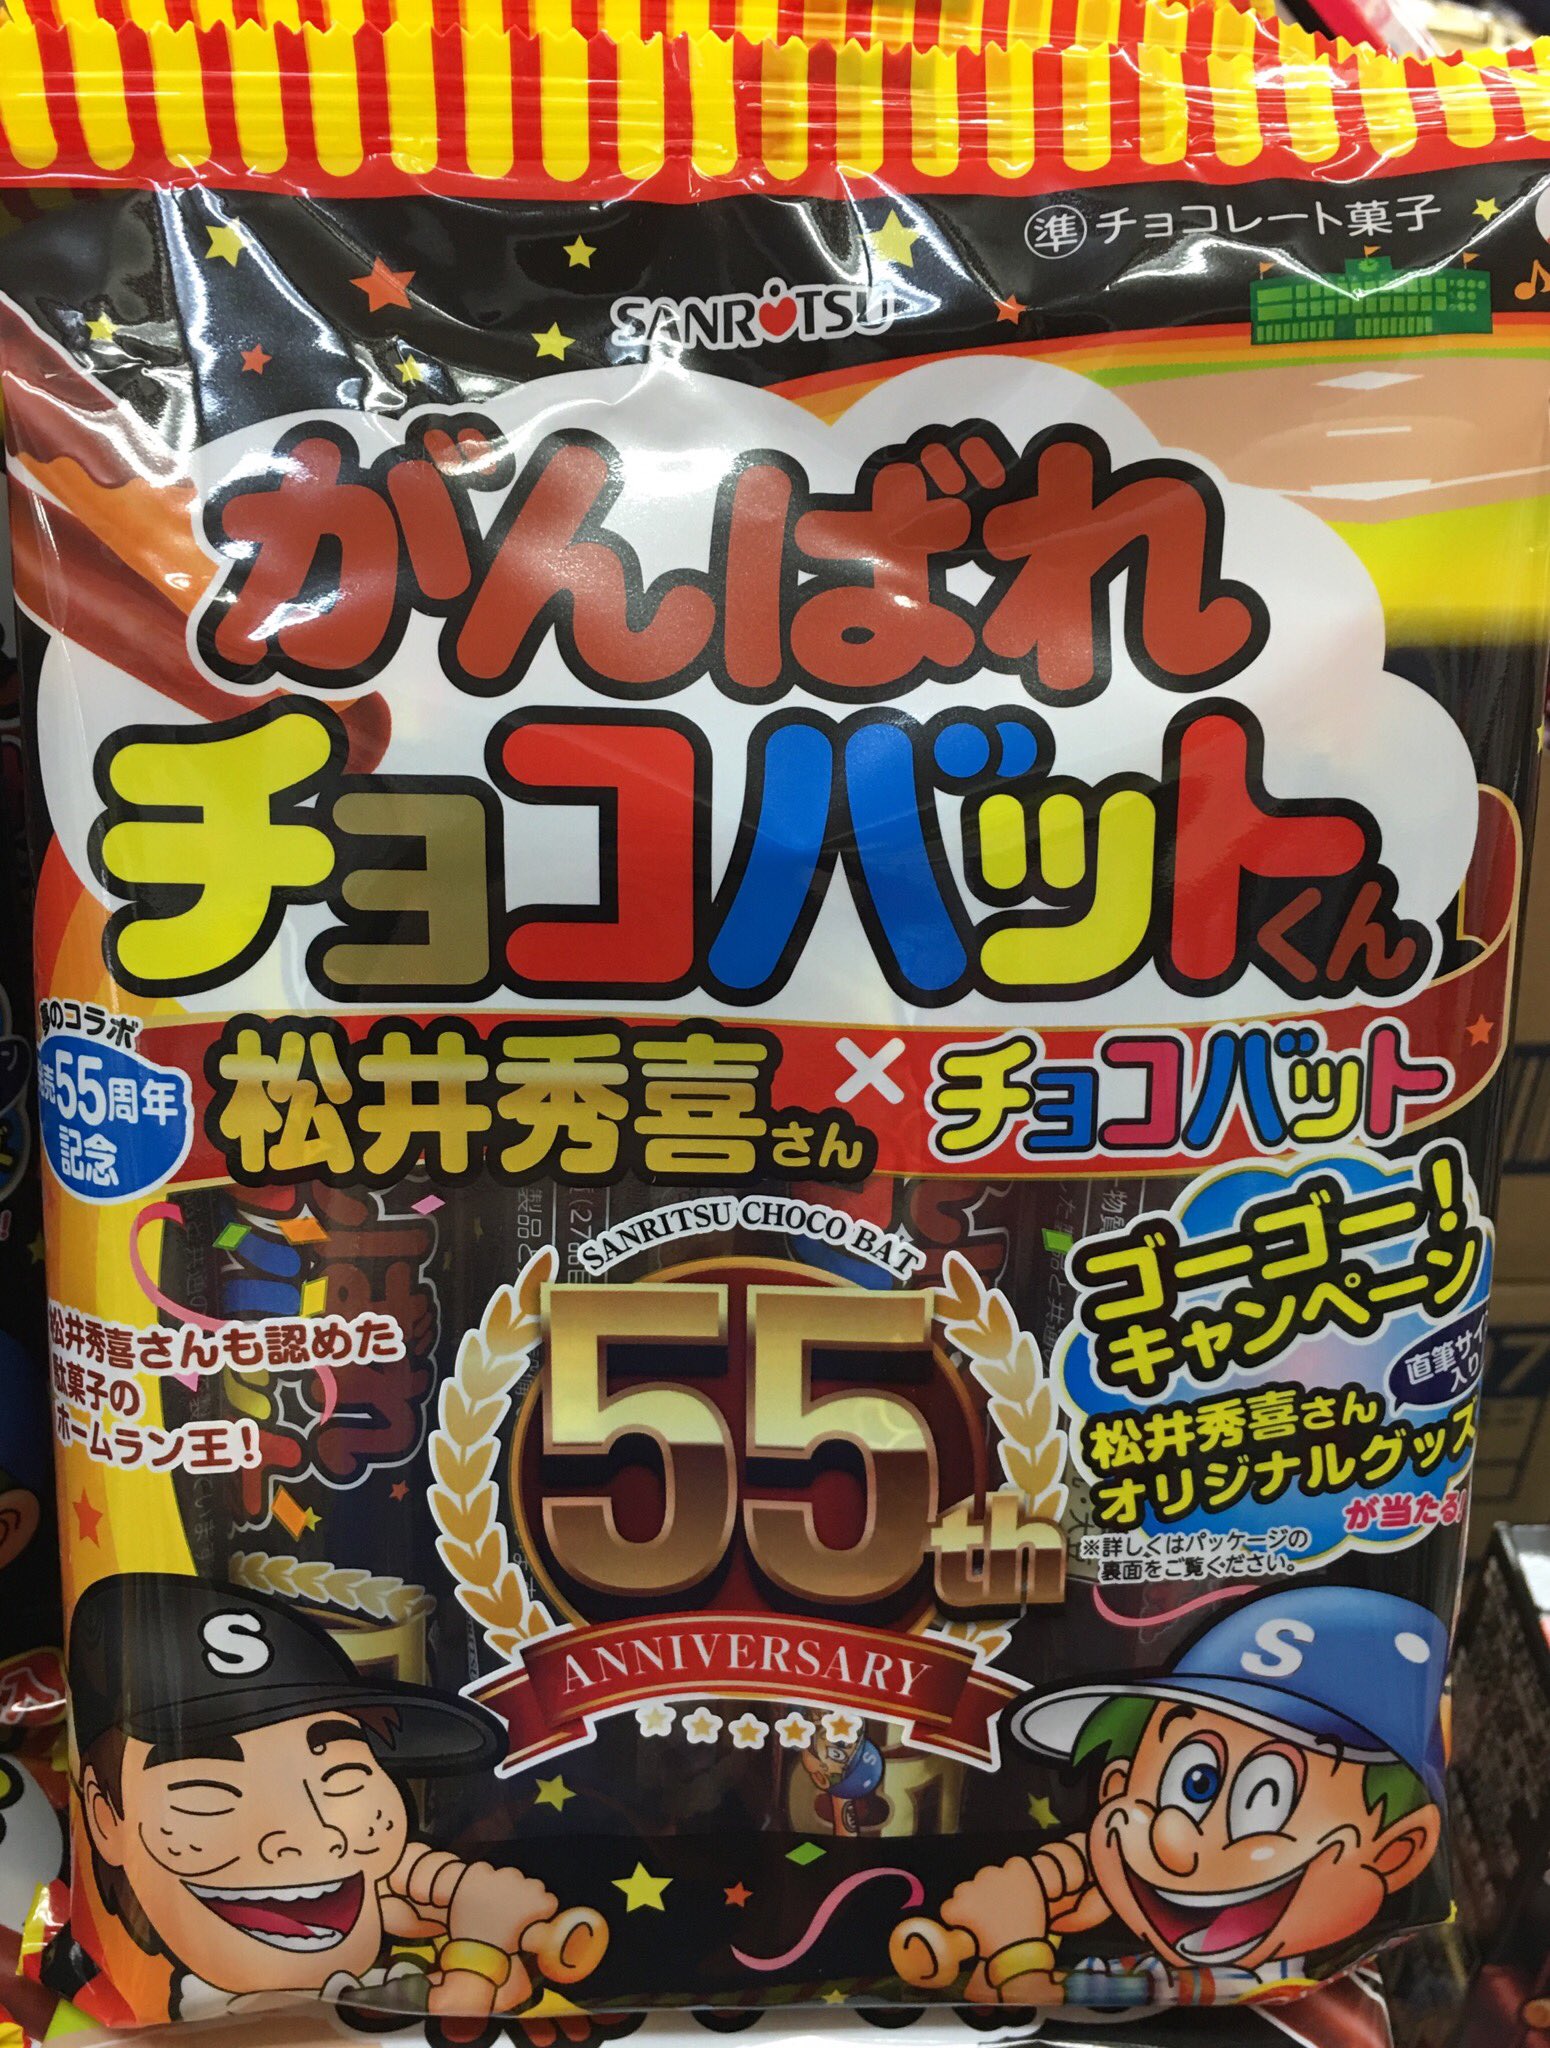 準チョコレート菓子
SANRITSU
がんばれ
チョコバットくん
夢のコラボ
55周年
記念
松井秀喜さん×チョコバット
SANRITSU CHOCO BAT
55th
ANNIVERSARY
松井秀喜さんも認めた
駄菓子の
ホームラン王!
ゴーゴー!
キャンペーン
直筆サイ
入り
松井秀喜さん
オリジナルグッズ
が当たる!
※詳しくはパッケージの
裏面をご覧ください。
S
S